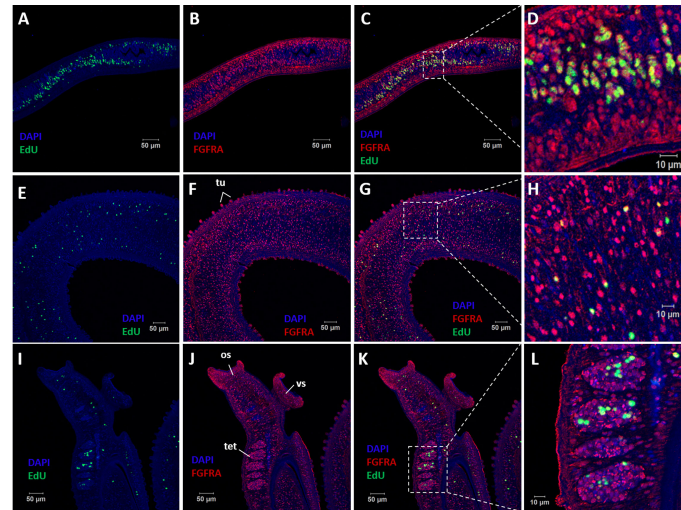 A
DAPI
EdU
50 µm
B
DAPI
FGFRA
50 µm
C
DAPI
FGFRA
EdU
50 µm
D
10 µm
E
DAPI
EdU
50 µm
F
tu
DAPI
FGFRA
50 µm
G
DAPI
FGFRA
EdU
50 µm
H
10 µm
I
DAPI
EdU
50 µm
J
os
vs
tet
DAPI
FGFRA
50 µm
K
DAPI
FGFRA
EdU
50 µm
L
10 µm